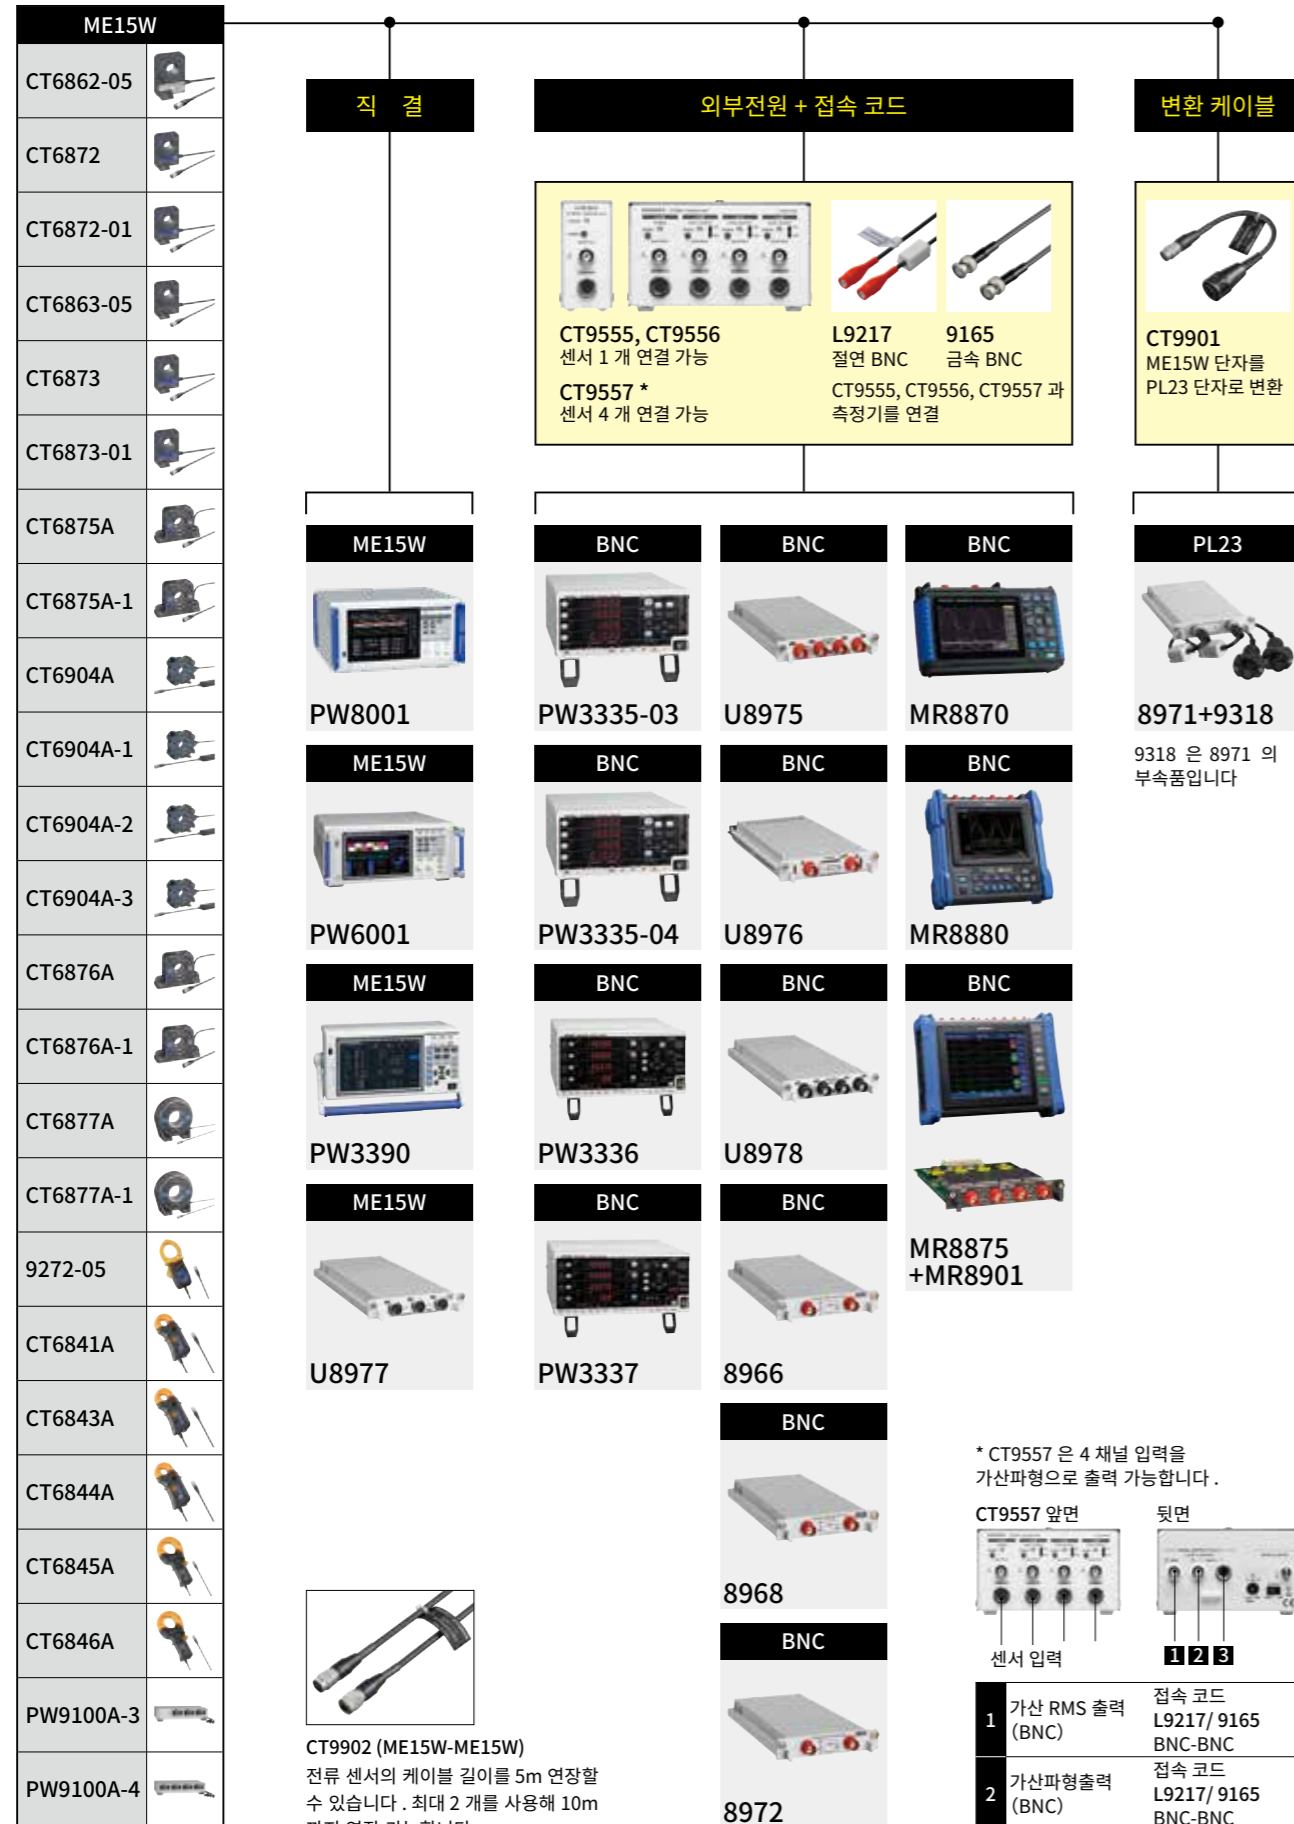 ME15W
CT6862-05
CT6872
CT6872-01
CT6863-05
CT6873
CT6873-01
CT6875A
CT6875A-1
CT6904A
CT6904A-1
CT6904A-2
CT6904A-3
CT6876A
CT6876A-1
CT6877A
CT6877A-1
9272-05
CT6841A
CT6843A
CT6844A
CT6845A
CT6846A
PW9100A-3
PW9100A-4
직 결
ME15W
PW8001
ME15W
PW6001
ME15W
PW3390
ME15W
U8977
CT9902 (ME15W-ME15W)
전류 센서의 케이블 길이를 5m 연장할
수 있습니다 . 최대 2 개를 사용해 10m
외부전원 + 접속 코드
CT9555, CT9556
센서 1 개 연결 가능
CT9557 *
센서 4 개 연결 가능
L9217
절연 BNC
9165
금속 BNC
CT9555, CT9556, CT9557 과
측정기를 연결
BNC
PW3335-03
BNC
PW3335-04
BNC
PW3336
BNC
PW3337
BNC
U8975
BNC
U8976
BNC
U8978
BNC
8966
BNC
8968
BNC
8972
BNC
MR8870
BNC
MR8880
BNC
MR8875
+MR8901
변환 케이블
CT9901
ME15W 단자를
PL23 단자로 변환
PL23
8971+9318
9318 은 8971 의
부속품입니다
* CT9557 은 4 채널 입력을
가산파형으로 출력 가능합니다 .
CT9557 앞면
뒷면
센서 입력
1 2 3
1
가산 RMS 출력
(BNC)
접속 코드
L9217/ 9165
BNC-BNC
2
가산파형출력
(BNC)
접속 코드
L9217/ 9165
BNC-BNC